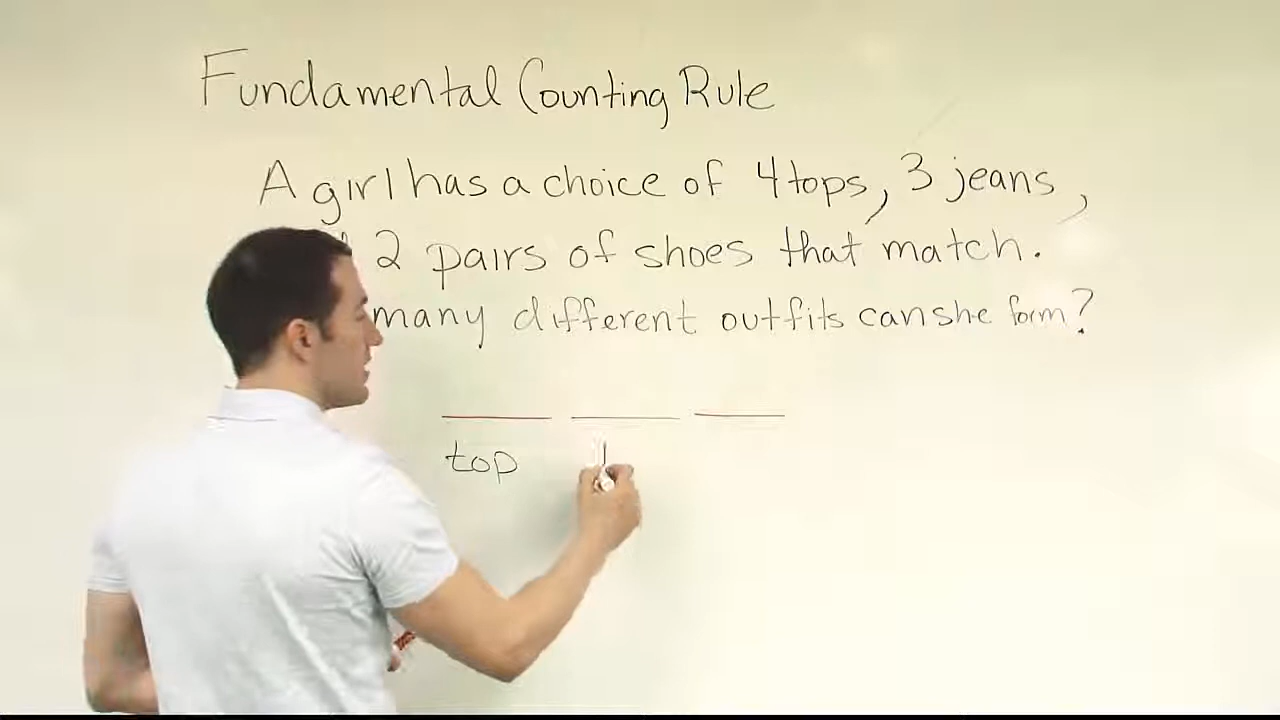 Fundamental Counting Rule
A girl has a choice of 4 tops, 3 jeans,
2 pairs of shoes that match.
many different outfits can she form?
top